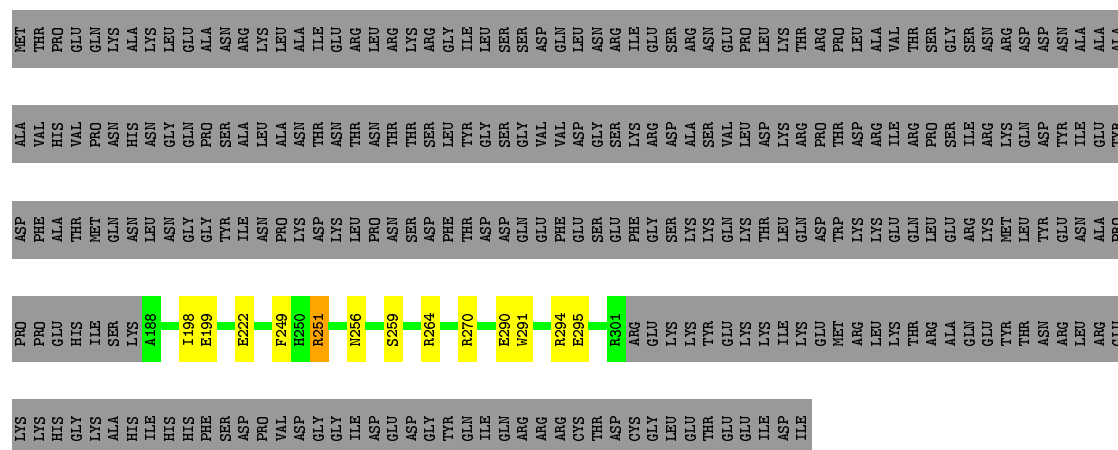 MET THR PRO GLU GLN LYS ALA LYS LEU GLU ALA ASN ARG LYS LEU ALA ILE GLU ARG LEU ARG LYS ARG GLY ILE LEU SER SER ASP GLN LEU ASN ARG ILE GLU SER ARG ASN GLU PRO LEU LYS THR ARG PRO LEU ALA VAL THR SER GLY SER ASN ARG ASP ASP ASN ALA ALA ALA
ALA VAL HIS VAL PRO ASN HIS ASN GLY GLN PRO SER ALA LEU ALA ASN THR ASN THR ASN THR THR SER LEU TYR GLY SER GLY VAL VAL ASP GLY SER LYS ARG ASP ALA SER VAL LEU ASP LYS ARG PRO THR ASP ARG ILE ARG PRO SER ILE ARG LYS GLN ASP TYR ILE GLU TYR
ASP PHE ALA THR MET GLN ASN LEU ASN GLY GLY TYR ILE ASN PRO LYS ASP LYS LEU PRO ASN SER ASP PHE THR ASP ASP GLN GLU PHE GLU SER GLU PHE GLY SER LYS LYS GLN LYS THR LEU GLN ASP TRP LYS LYS GLU GLN LEU GLU ARG LYS MET LEU TYR GLU ASN ALA PRO
PRO PRO GLU HIS ILE SER LYS A188 I198 E199 E222 F249 H250 R251 N256 S259 R264 R270 E290 W291 R294 E295 R301 ARG GLU LYS LYS TYR GLU LYS LYS ILE LYS GLU MET ARG LEU LYS THR ARG ALA GLN GLU TYR THR ASN ARG LEU ARG GLU
LYS LYS HIS GLY LYS ALA HIS ILE HIS HIS PHE SER ASP PRO VAL ASP GLY GLY ILE ASP GLU ASP GLY TYR GLN ILE GLN ARG ARG ARG CYS THR ASP CYS GLY LEU LEU GLU THR GLU GLU ILE ASP ILE